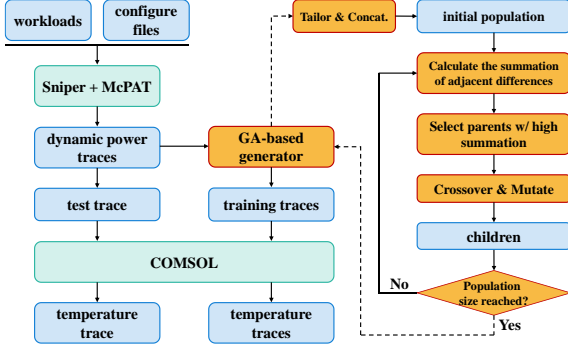 workloads
configure
files
Sniper + McPAT
dynamic power
traces
test trace
GA-based
generator
training traces
COMSOL
temperature
trace
temperature
traces
Tailor & Concat.
initial population
Calculate the summation
of adjacent differences
Select parents w/ high
summation
Crossover & Mutate
children
Population
size reached?
No
Yes